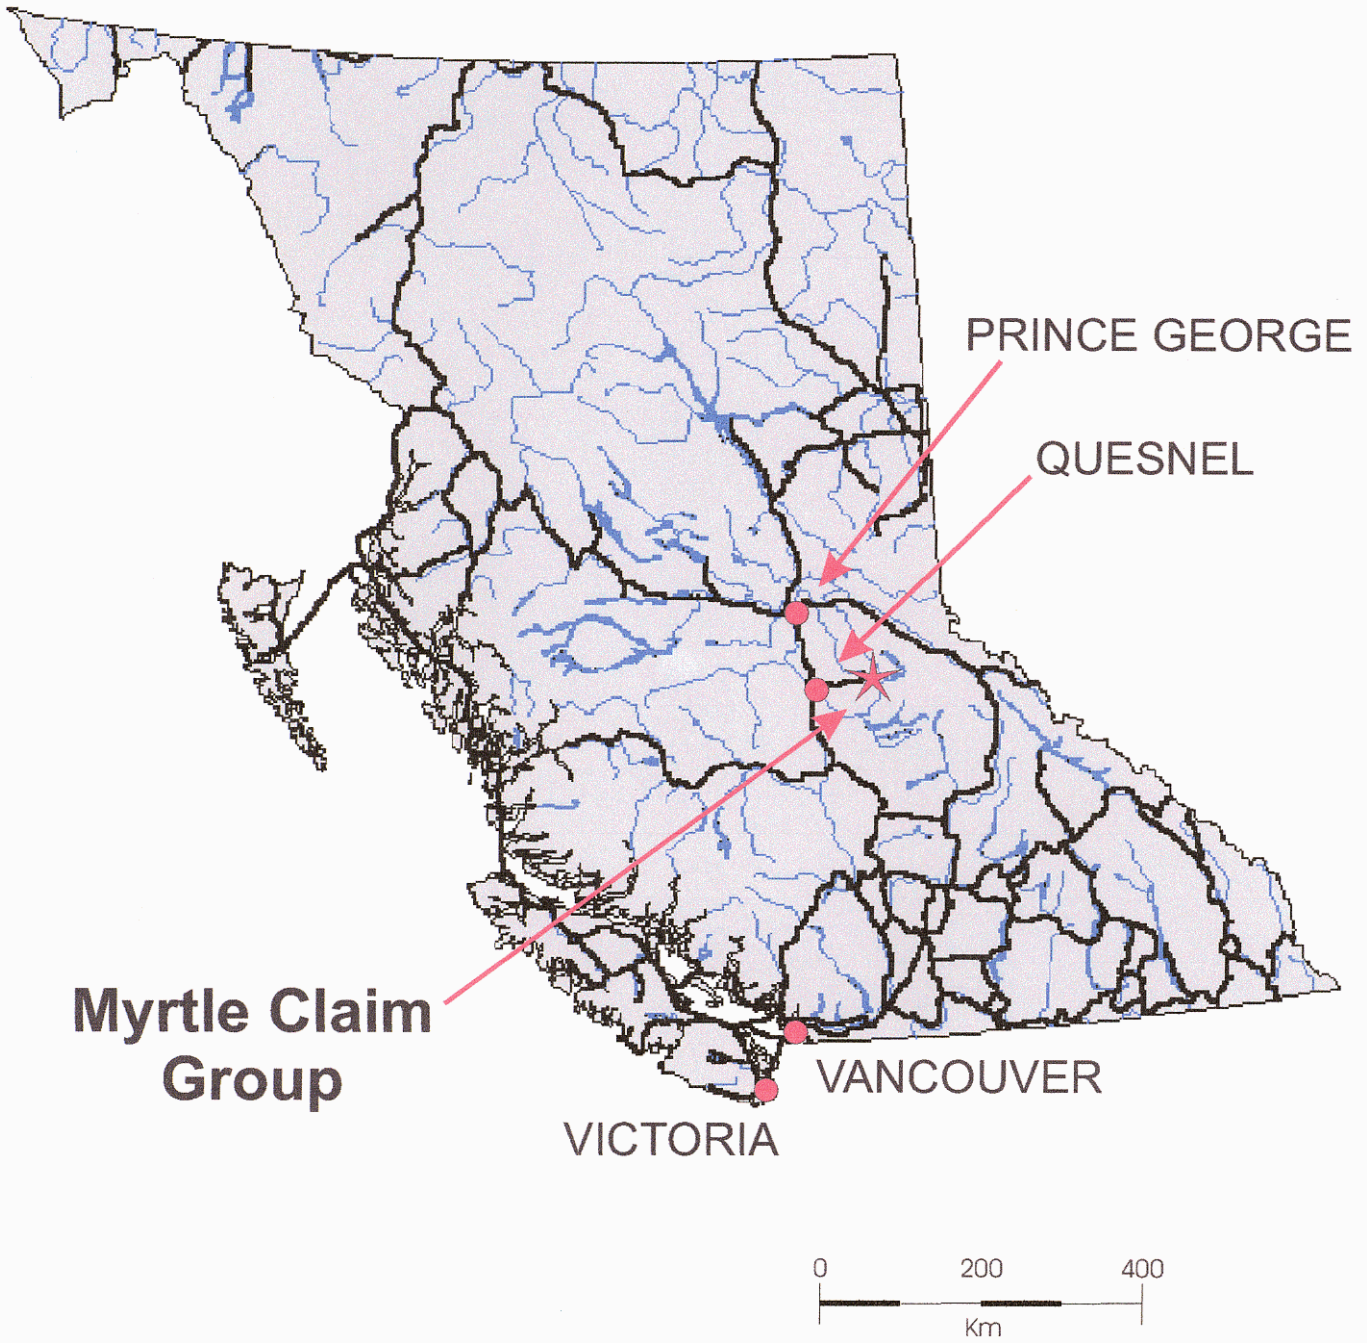 PRINCE GEORGE
QUESNEL
Myrtle Claim
Group
VANCOUVER
VICTORIA
0 200 400
Km